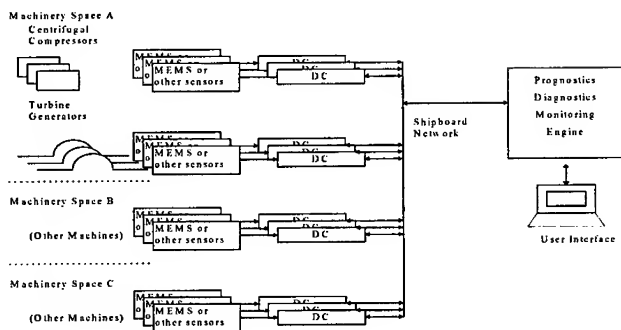 Machinery Space A
Centrifugal
Compressors
MEMS or
other sensors
DC
Turbine
Generators
MEMS or
other sensors
DC
Shipboard
Network
Prognostics
Diagnostics
Monitoring
Engine
User Interface
Machinery Space B
(Other Machines)
MEMS or
other sensors
DC
Machinery Space C
(Other Machines)
MEMS or
other sensors
DC